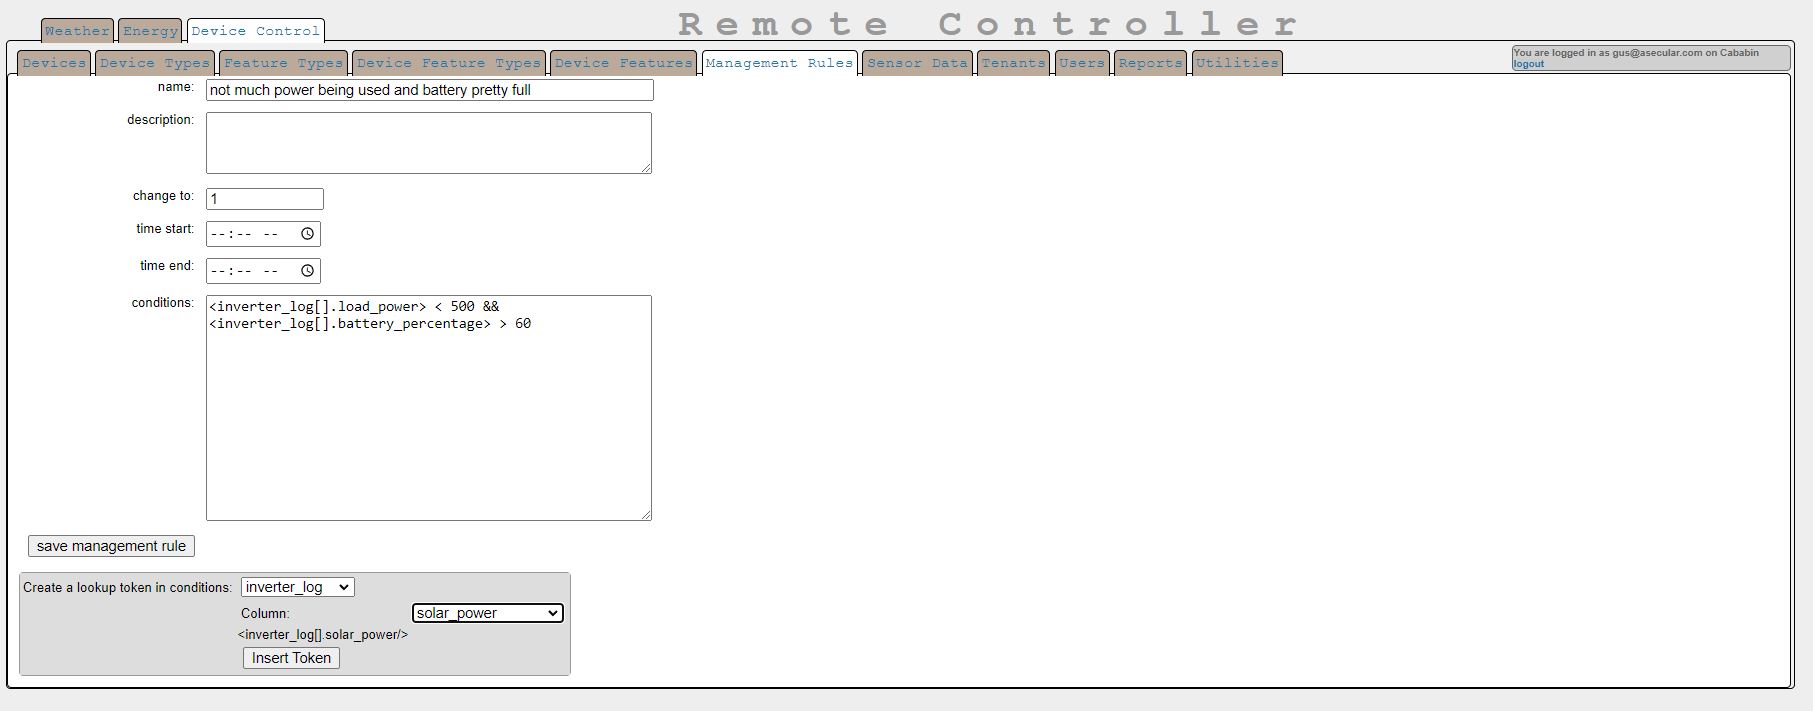 Remote Controller
Weather Energy Device Control
Devices Device Types Feature Types Device Feature Types Device Features Management Rules Sensor Data Tenants Users Reports Utilities
You are logged in as gus@asecular.com on Cababin
logout
name: not much power being used and battery pretty full
description:
change to: 1
time start: --:-- --
time end: --:-- --
conditions: <inverter_log[].load_power> < 500 &&
<inverter_log[].battery_percentage> > 60
save management rule
Create a lookup token in conditions: inverter_log
Column: solar_power
<inverter_log[].solar_power/>
Insert Token